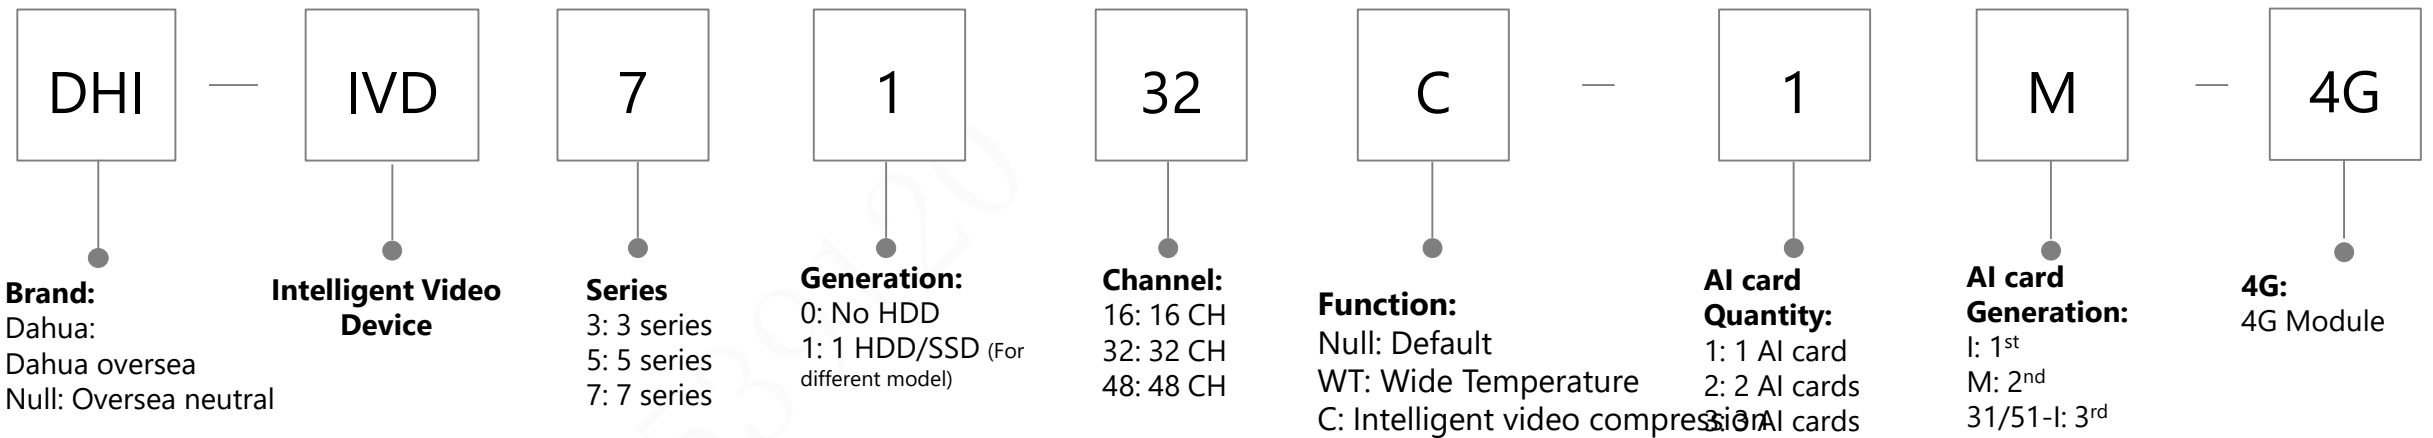 DHI — IVD 7 1 32 C — 1 M — 4G
Brand:
Dahua:
Dahua oversea
Null: Oversea neutral
Intelligent Video
Device
Series
3: 3 series
5: 5 series
7: 7 series
Generation:
0: No HDD
1: 1 HDD/SSD (For
different model)
Channel:
16: 16 CH
32: 32 CH
48: 48 CH
Function:
Null: Default
WT: Wide Temperature
C: Intelligent video compression
AI card
Quantity:
1: 1 AI card
2: 2 AI cards
3: 3 AI cards
AI card
Generation:
I: 1st
M: 2nd
31/51-I: 3rd
4G:
4G Module